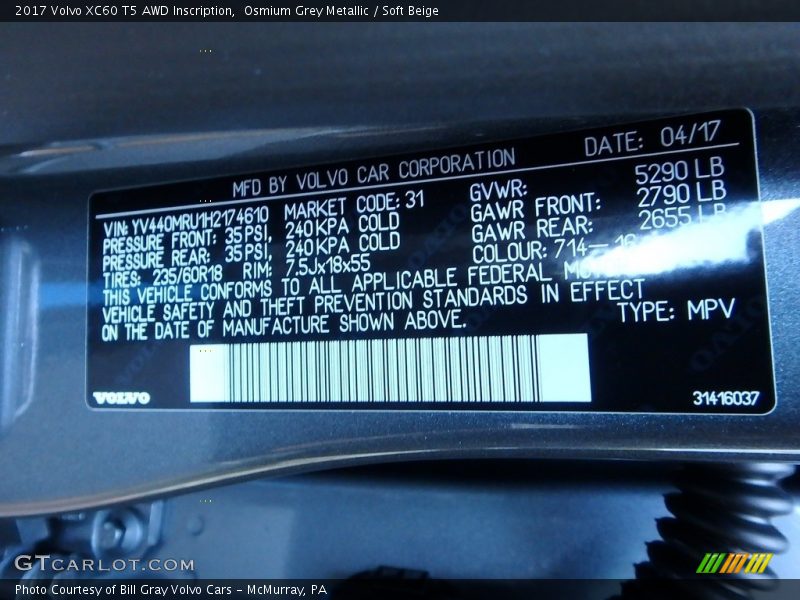 2017 Volvo XC60 T5 AWD Inscription, Osmium Grey Metallic / Soft Beige
MFD BY VOLVO CAR CORPORATION DATE: 04/17
VIN: YV440MRU1H2174610 MARKET CODE: 31 GVWR: 5290 LB
PRESSURE FRONT: 35 PSI, 240 KPA COLD GAWR FRONT: 2790 LB
PRESSURE REAR: 35 PSI, 240 KPA COLD GAWR REAR: 2655 LB
TIRES: 235/60R18 RIM: 7.5Jx18x55 COLOUR: 714-
THIS VEHICLE CONFORMS TO ALL APPLICABLE FEDERAL
VEHICLE SAFETY AND THEFT PREVENTION STANDARDS IN EFFECT
ON THE DATE OF MANUFACTURE SHOWN ABOVE. TYPE: MPV
VOLVO 31416037
GTCARLOT.COM
Photo Courtesy of Bill Gray Volvo Cars - McMurray, PA